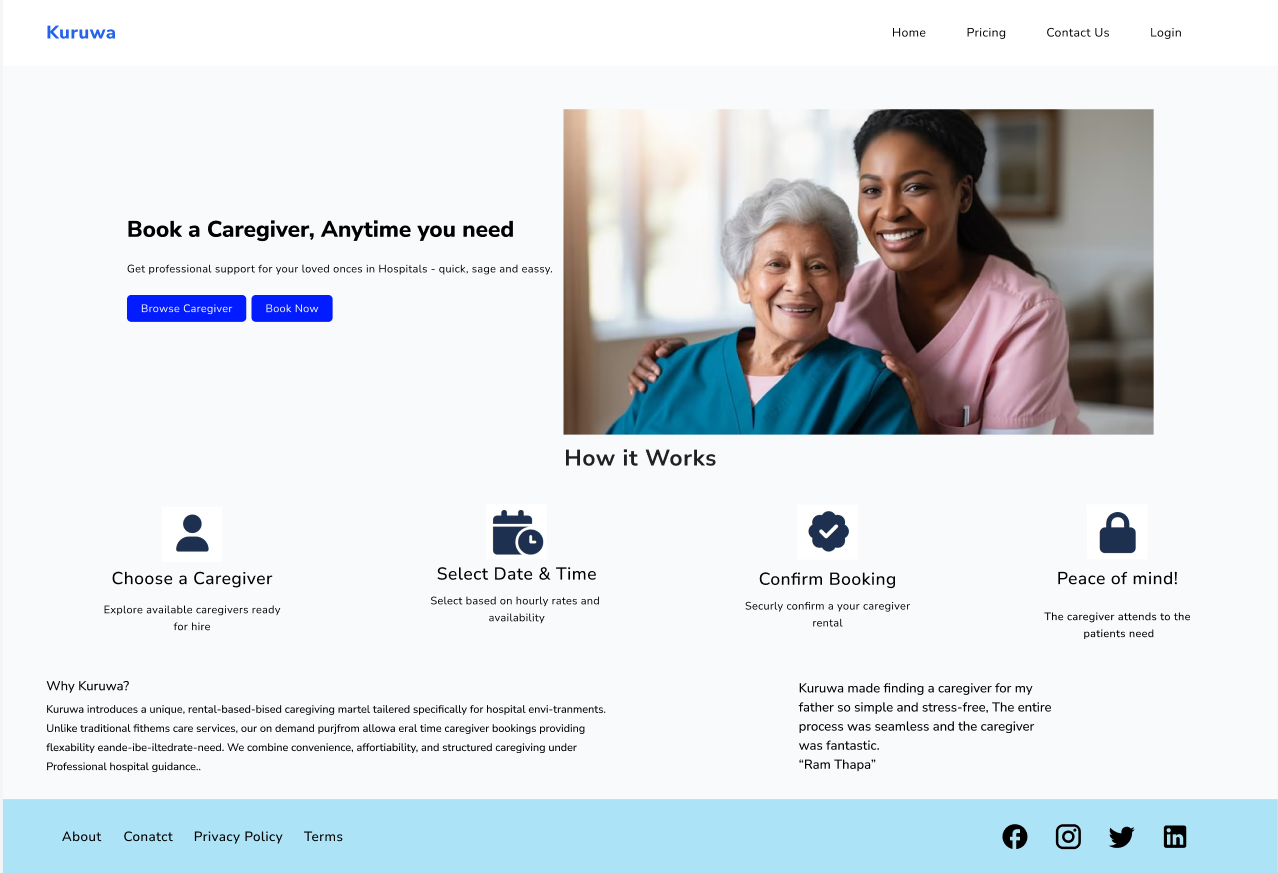 Kuruwa
Home Pricing Contact Us Login
Book a Caregiver, Anytime you need
Get professional support for your loved onces in Hospitals - quick, sage and eassy.
Browse Caregiver Book Now
How it Works
Choose a Caregiver
Explore available caregivers ready
for hire
Select Date & Time
Select based on hourly rates and
availability
Confirm Booking
Securly confirm a your caregiver
rental
Peace of mind!
The caregiver attends to the
patients need
Why Kuruwa?
Kuruwa introduces a unique, rental-based-bised caregiving martel tailered specifically for hospital envi-tranments.
Unlike traditional fithems care services, our on demand purjfrom allowa eral time caregiver bookings providing
flexability eande-ibe-iltedrate-need. We combine convenience, affortiability, and structured caregiving under
Professional hospital guidance..
Kuruwa made finding a caregiver for my
father so simple and stress-free, The entire
process was seamless and the caregiver
was fantastic.
“Ram Thapa”
About Conatct Privacy Policy Terms